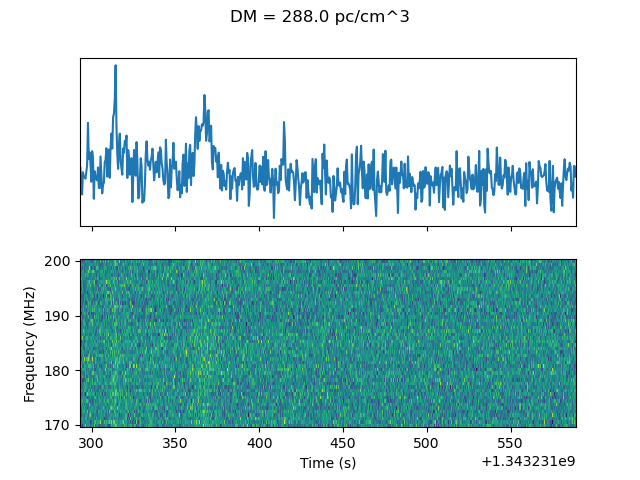 DM = 288.0 pc/cm^3
200
190
180
170
Frequency (MHz)
300 350 400 450 500 550
Time (s)
+1.343231e9